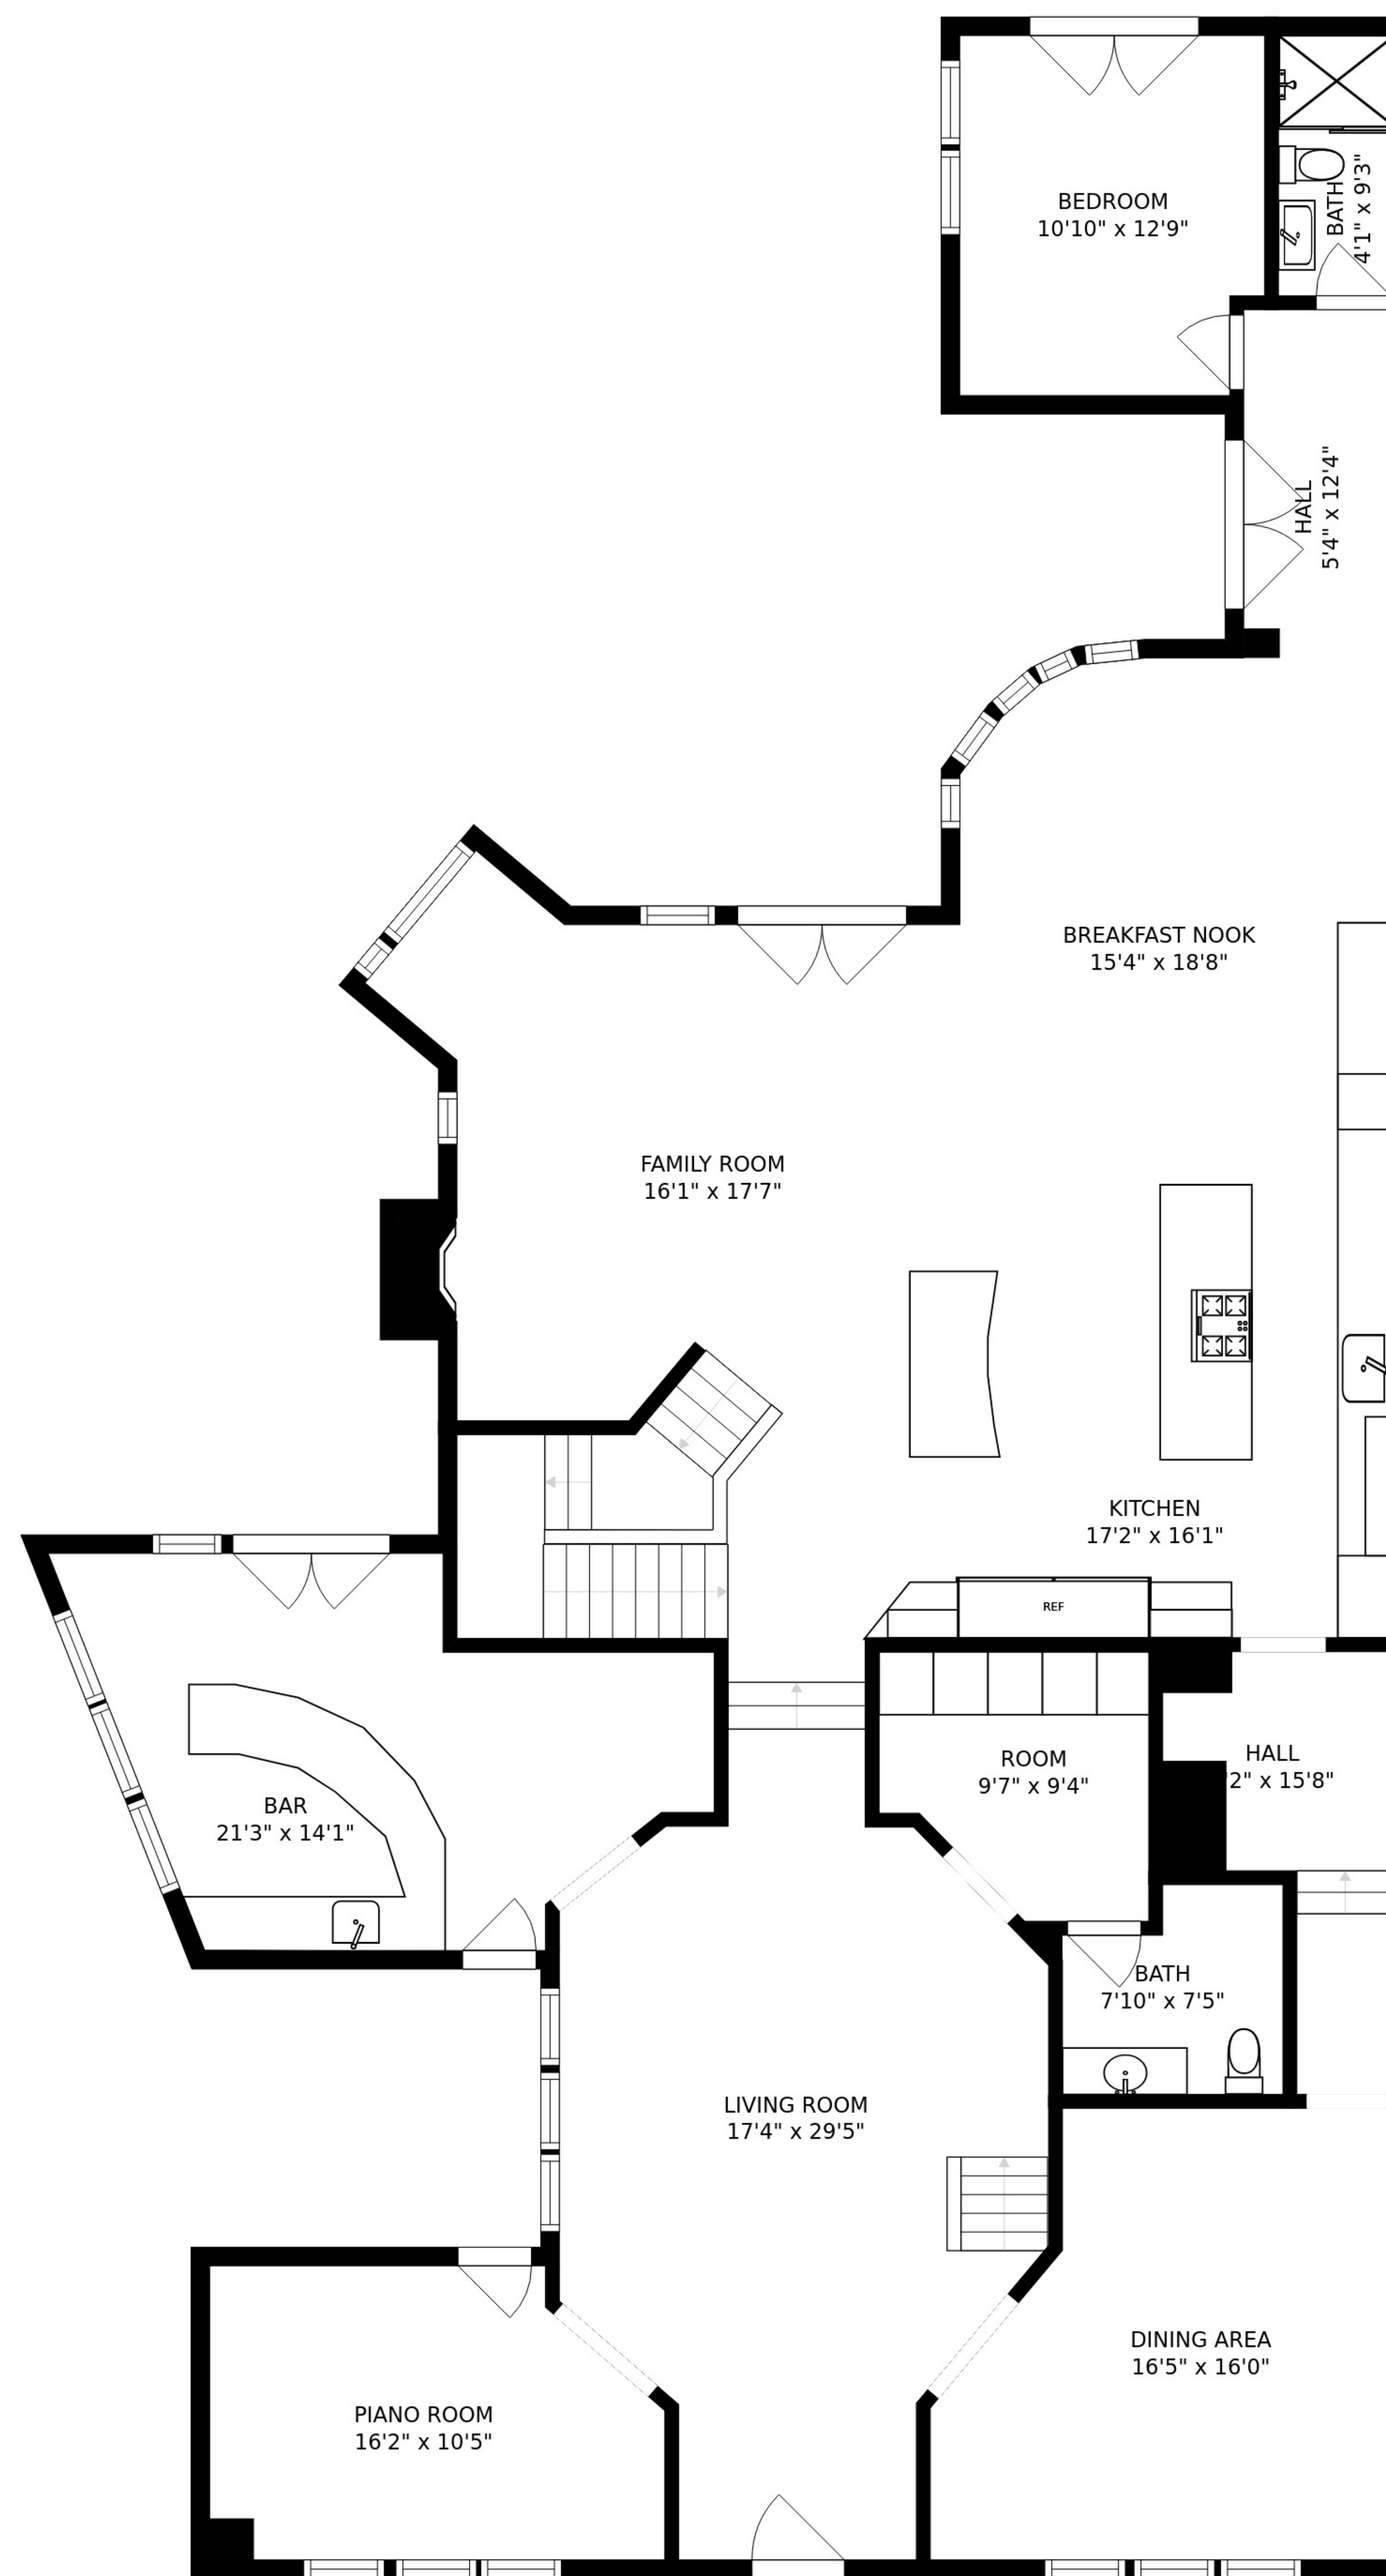 BEDROOM
10'10" x 12'9"
BATH
4'1" x 9'3"
HALL
5'4" x 12'4"
BREAKFAST NOOK
15'4" x 18'8"
FAMILY ROOM
16'1" x 17'7"
KITCHEN
17'2" x 16'1"
REF
ROOM
9'7" x 9'4"
HALL
'2" x 15'8"
BAR
21'3" x 14'1"
BATH
7'10" x 7'5"
LIVING ROOM
17'4" x 29'5"
DINING AREA
16'5" x 16'0"
PIANO ROOM
16'2" x 10'5"